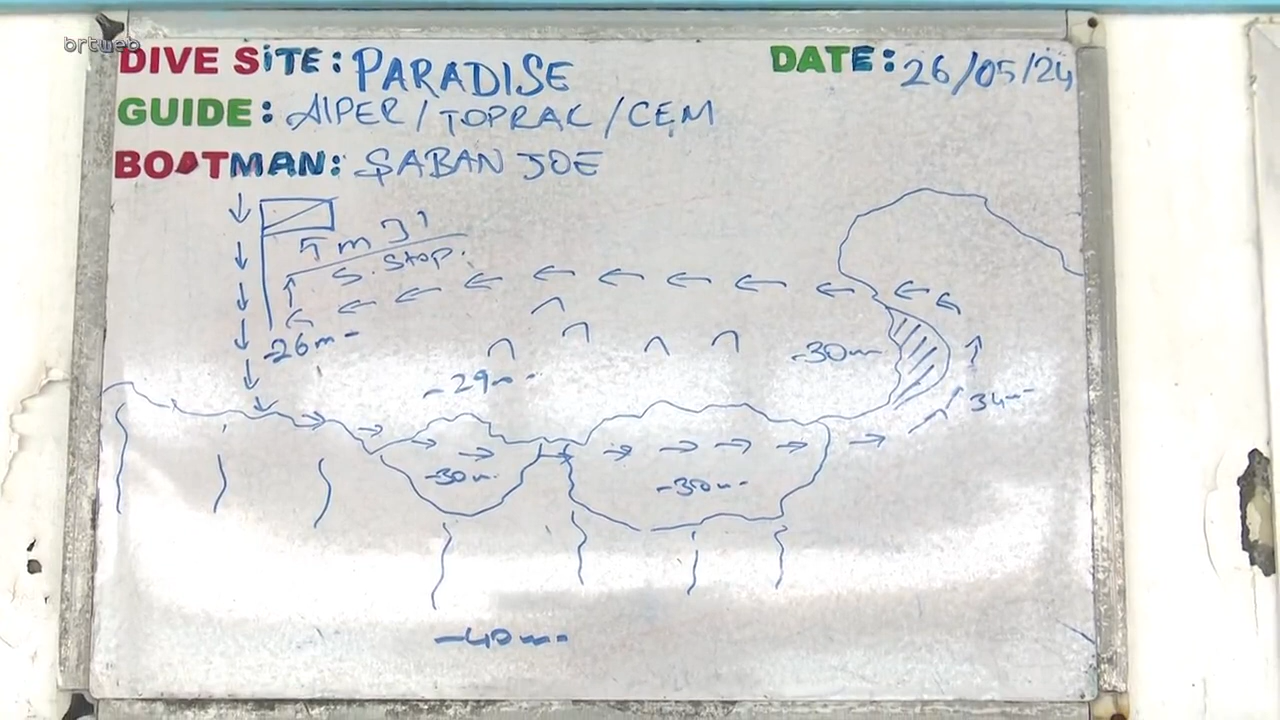 brtweb
DIVE SiTE: PARADISE
DATE: 26/05/24
GUIDE: ALPER/TOPRAK/CEM
BOATMAN: ŞABAN JOE
5m 3'
S. Stop.
-26m-
-29m-
-30m-
34m-
-30m-
-30m-
-40m-